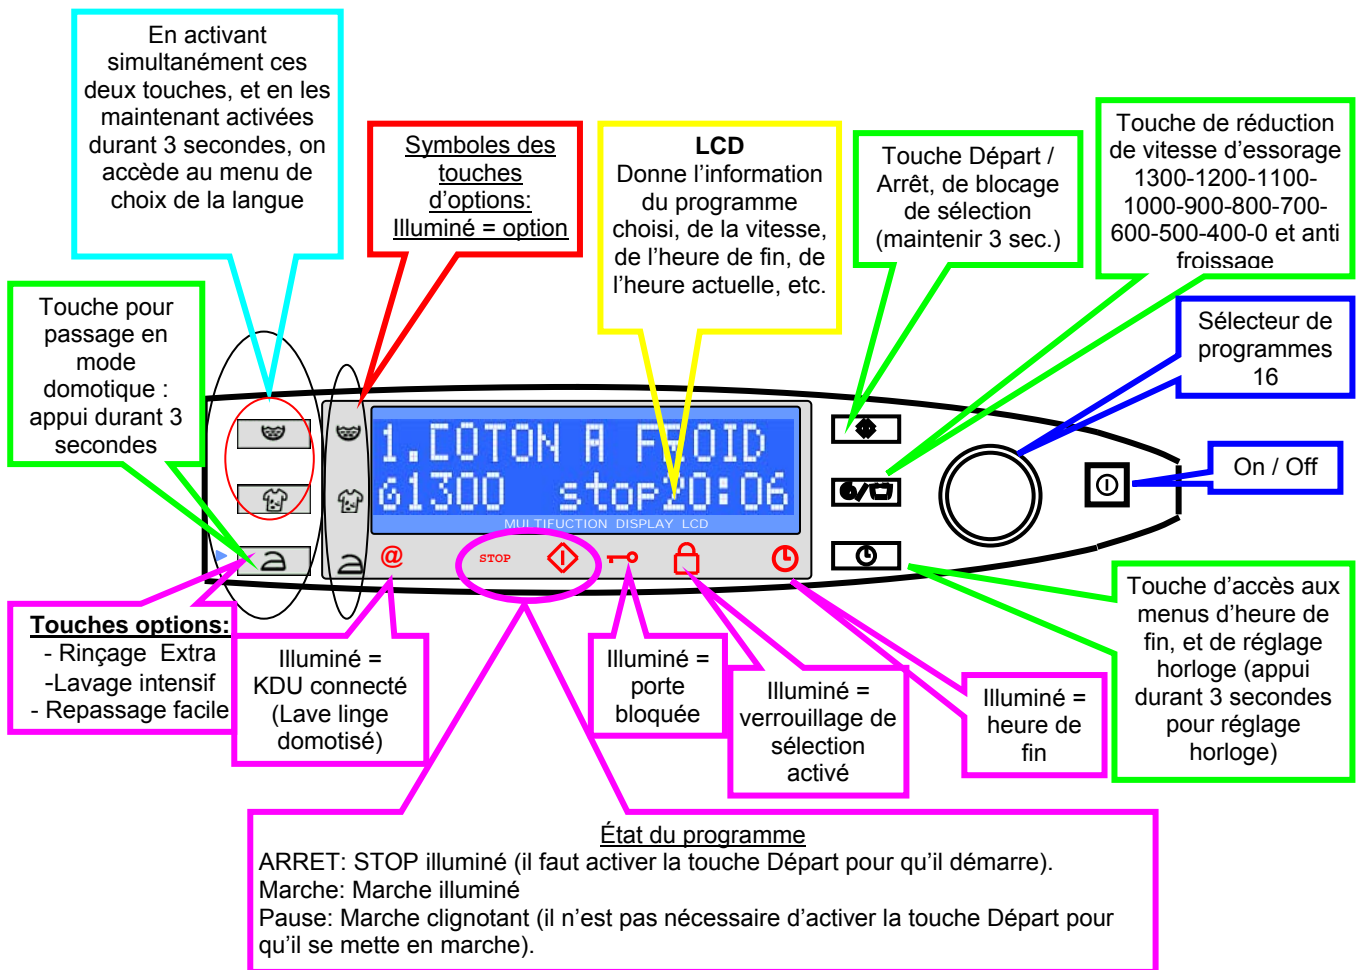 En activant
simultanément ces
deux touches, et en les
maintenant activées
durant 3 secondes, on
accède au menu de
choix de la langue
Symboles des
touches
d'options:
Illuminé = option
LCD
Donne l'information
du programme
choisi, de la vitesse,
de l'heure de fin, de
l'heure actuelle, etc.
Touche Départ /
Arrêt, de blocage
de sélection
(maintenir 3 sec.)
Touche de réduction
de vitesse d'essorage
1300-1200-1100-
1000-900-800-700-
600-500-400-0 et anti
froissage
Touche pour
passage en
mode
domotique :
appui durant 3
secondes
Sélecteur de
programmes
16
On / Off
1.COTON A FROID
1300 stop20:06
MULTIFUCTION DISPLAY LCD
@
STOP
Touches options:
- Rinçage Extra
-Lavage intensif
- Repassage facile
Illuminé =
KDU connecté
(Lave linge
domotisé)
Illuminé =
porte
bloquée
Illuminé =
verrouillage de
sélection
activé
Illuminé =
heure de
fin
Touche d'accès aux
menus d'heure de
fin, et de réglage
horloge (appui
durant 3 secondes
pour réglage
horloge)
État du programme
ARRET: STOP illuminé (il faut activer la touche Départ pour qu'il démarre).
Marche: Marche illuminé
Pause: Marche clignotant (il n'est pas nécessaire d'activer la touche Départ pour
qu'il se mette en marche).